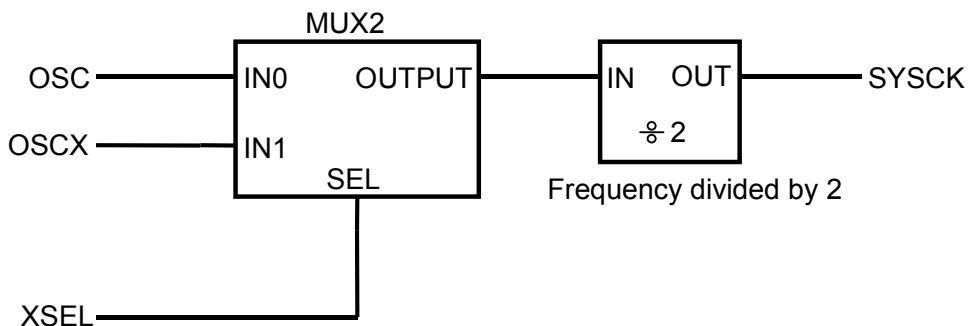 MUX2
OSC
IN0
OUTPUT
IN
OUT
SYSCK
OSCX
IN1
÷ 2
SEL
Frequency divided by 2
XSEL